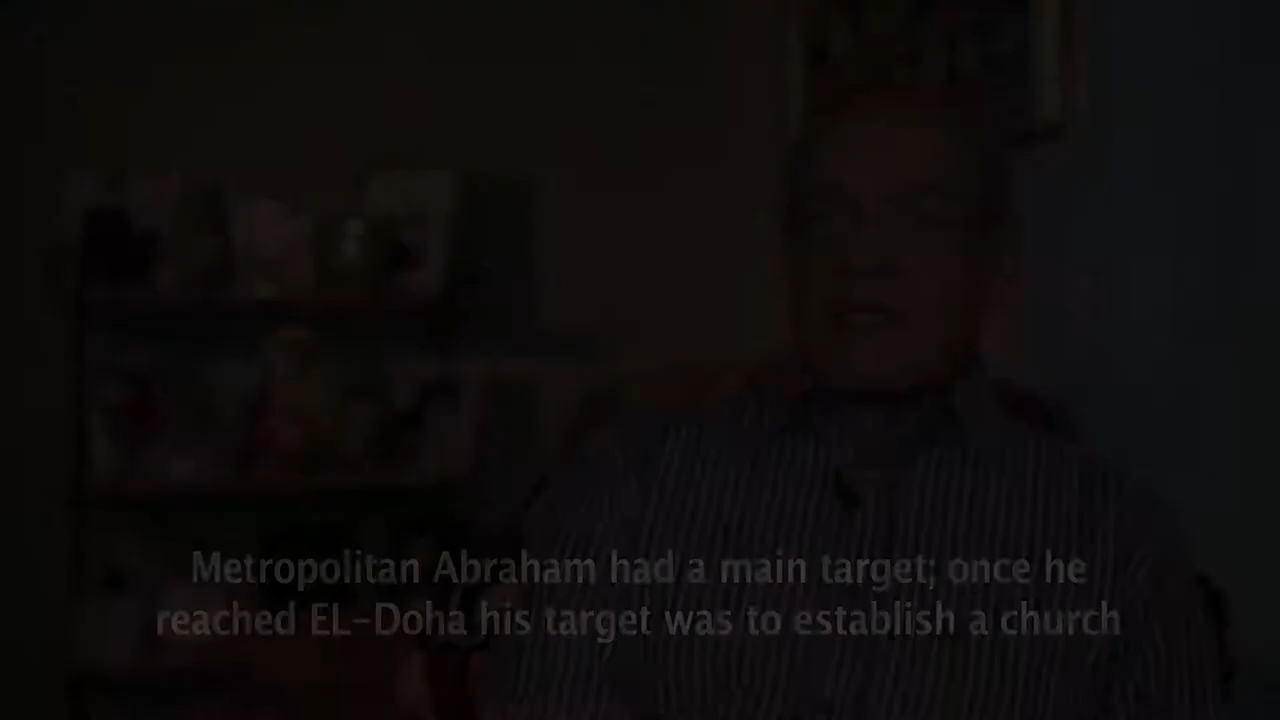 Metropolitan Abraham had a main target; once he
reached EL-Doha his target was to establish a church